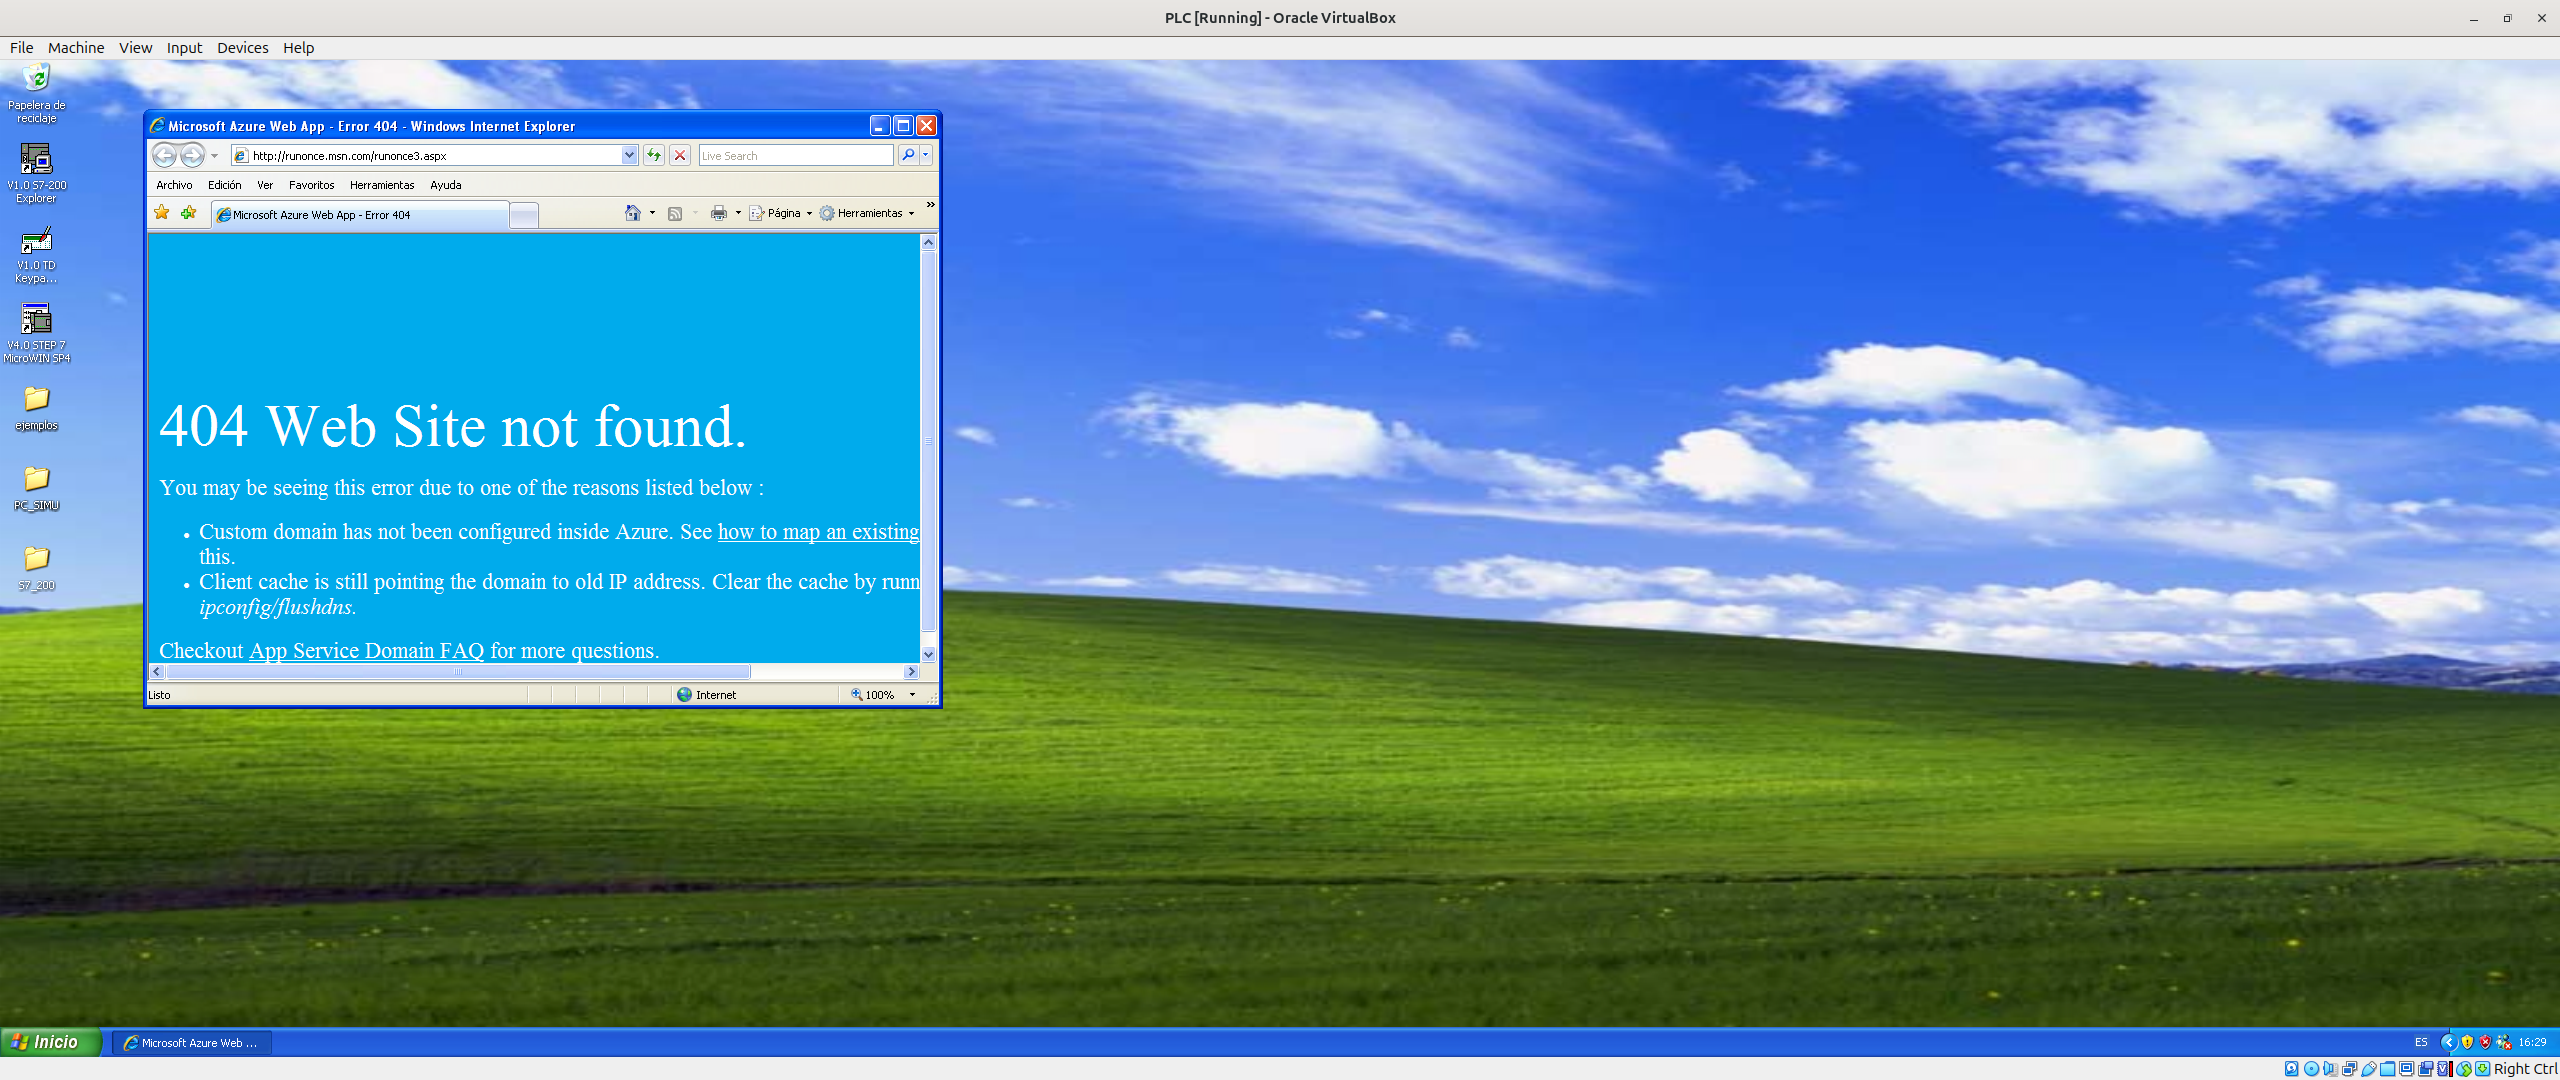 PLC [Running] - Oracle VirtualBox
File Machine View Input Devices Help
Papelera de
reciclaje
V1.0 S7-200
Explorer
V1.0 TD
Keypa...
V4.0 STEP 7
MicroWIN SP4
ejemplos
PC_SIMU
S7_200
Microsoft Azure Web App - Error 404 - Windows Internet Explorer
http://runonce.msn.com/runonce3.aspx
Live Search
Archivo Edición Ver Favoritos Herramientas Ayuda
Microsoft Azure Web App - Error 404
Página Herramientas »
404 Web Site not found.
You may be seeing this error due to one of the reasons listed below :
• Custom domain has not been configured inside Azure. See how to map an existing
this.
• Client cache is still pointing the domain to old IP address. Clear the cache by runn
ipconfig/flushdns.
Checkout App Service Domain FAQ for more questions.
Listo Internet 100%
Inicio Microsoft Azure Web ... ES 16:29
Right Ctrl